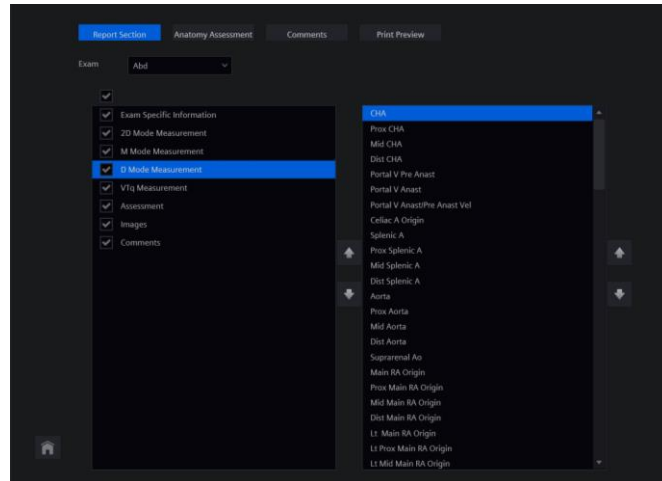 Report Section Anatomy Assessment Comments Print Preview
Exam Abd
Exam Specific Information
2D Mode Measurement
M Mode Measurement
D Mode Measurement
VTq Measurement
Assessment
Images
Comments
CHA
Prox CHA
Mid CHA
Dist CHA
Portal V Pre Anast
Portal V Anast
Portal V Anast/Pre Anast Vel
Celiac A Origin
Splenic A
Prox Splenic A
Mid Splenic A
Dist Splenic A
Aorta
Prox Aorta
Mid Aorta
Dist Aorta
Suprarenal Ao
Main RA Origin
Prox Main RA Origin
Mid Main RA Origin
Dist Main RA Origin
Lt Main RA Origin
Lt Prox Main RA Origin
Lt Mid Main RA Origin